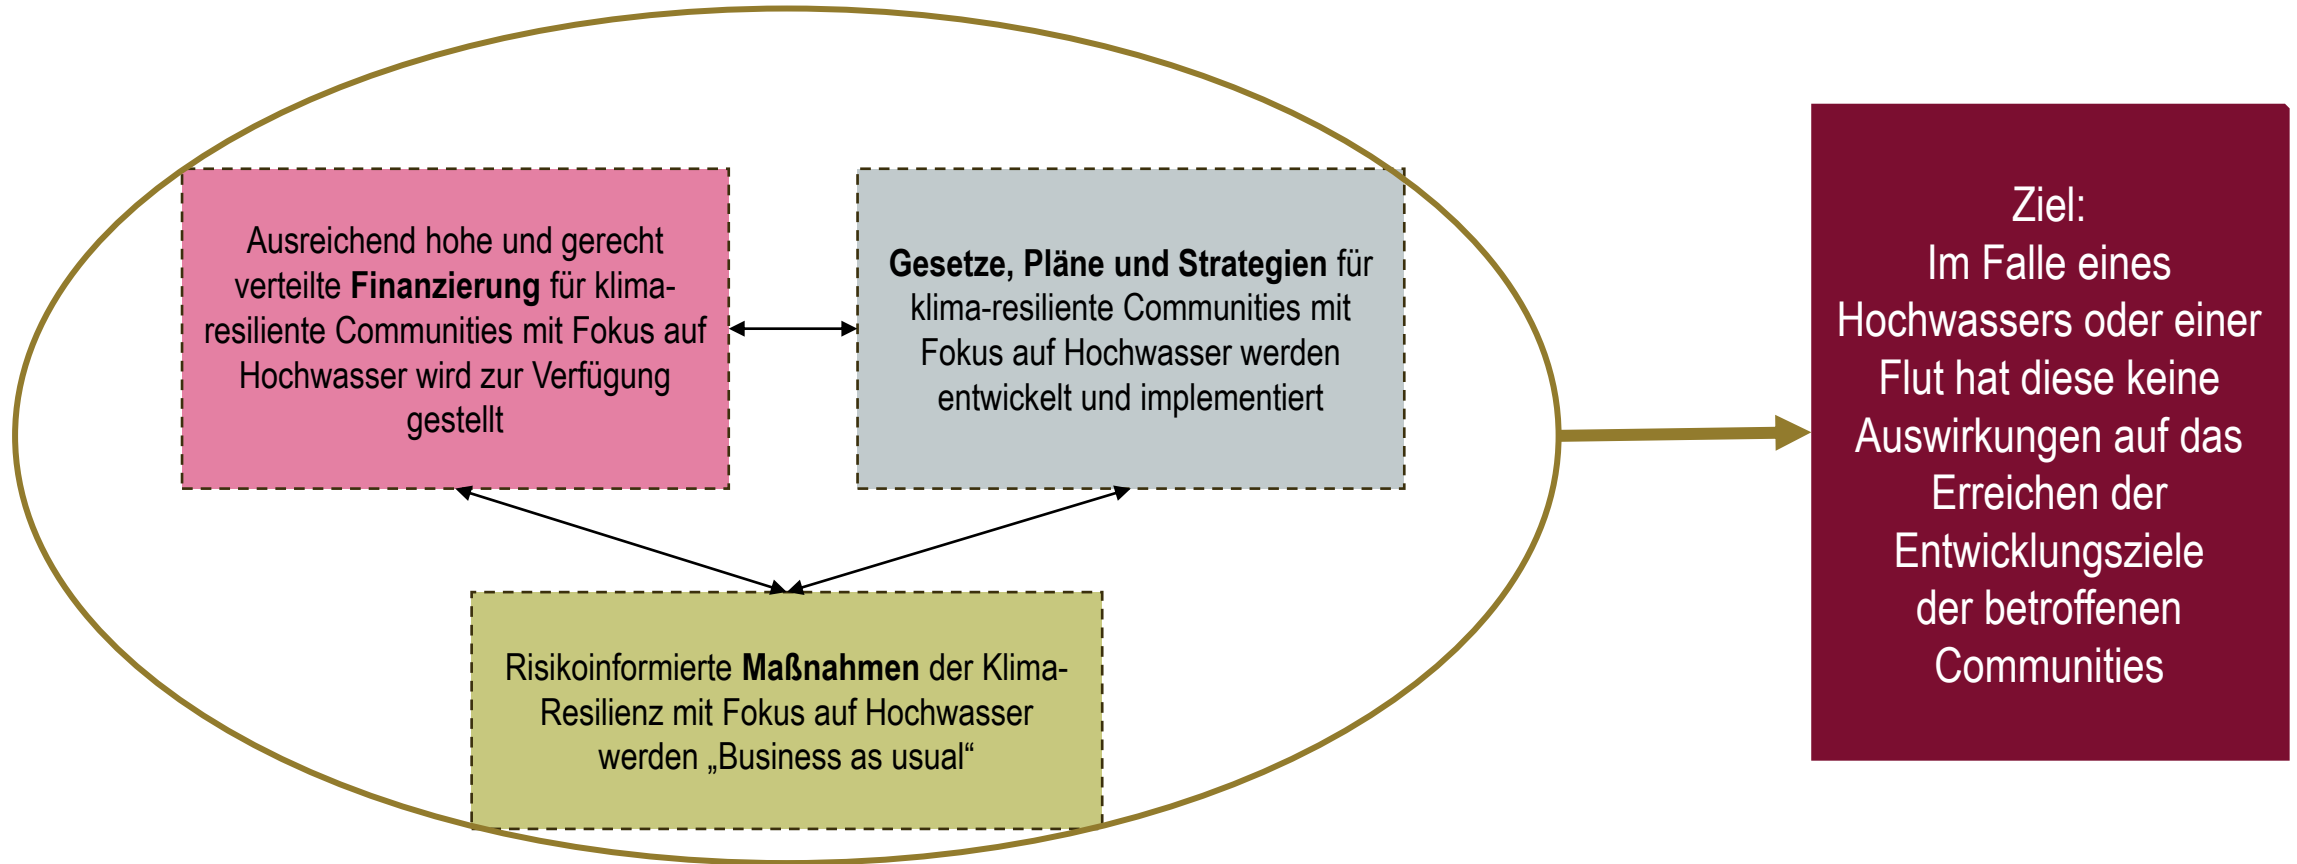 Ausreichend hohe und gerecht
verteilte Finanzierung für klima-
resiliente Communities mit Fokus auf
Hochwasser wird zur Verfügung
gestellt
Gesetze, Pläne und Strategien für
klima-resiliente Communities mit
Fokus auf Hochwasser werden
entwickelt und implementiert
Risikoinformierte Maßnahmen der Klima-
Resilienz mit Fokus auf Hochwasser
werden „Business as usual“
Ziel:
Im Falle eines
Hochwassers oder einer
Flut hat diese keine
Auswirkungen auf das
Erreichen der
Entwicklungsziele
der betroffenen
Communities